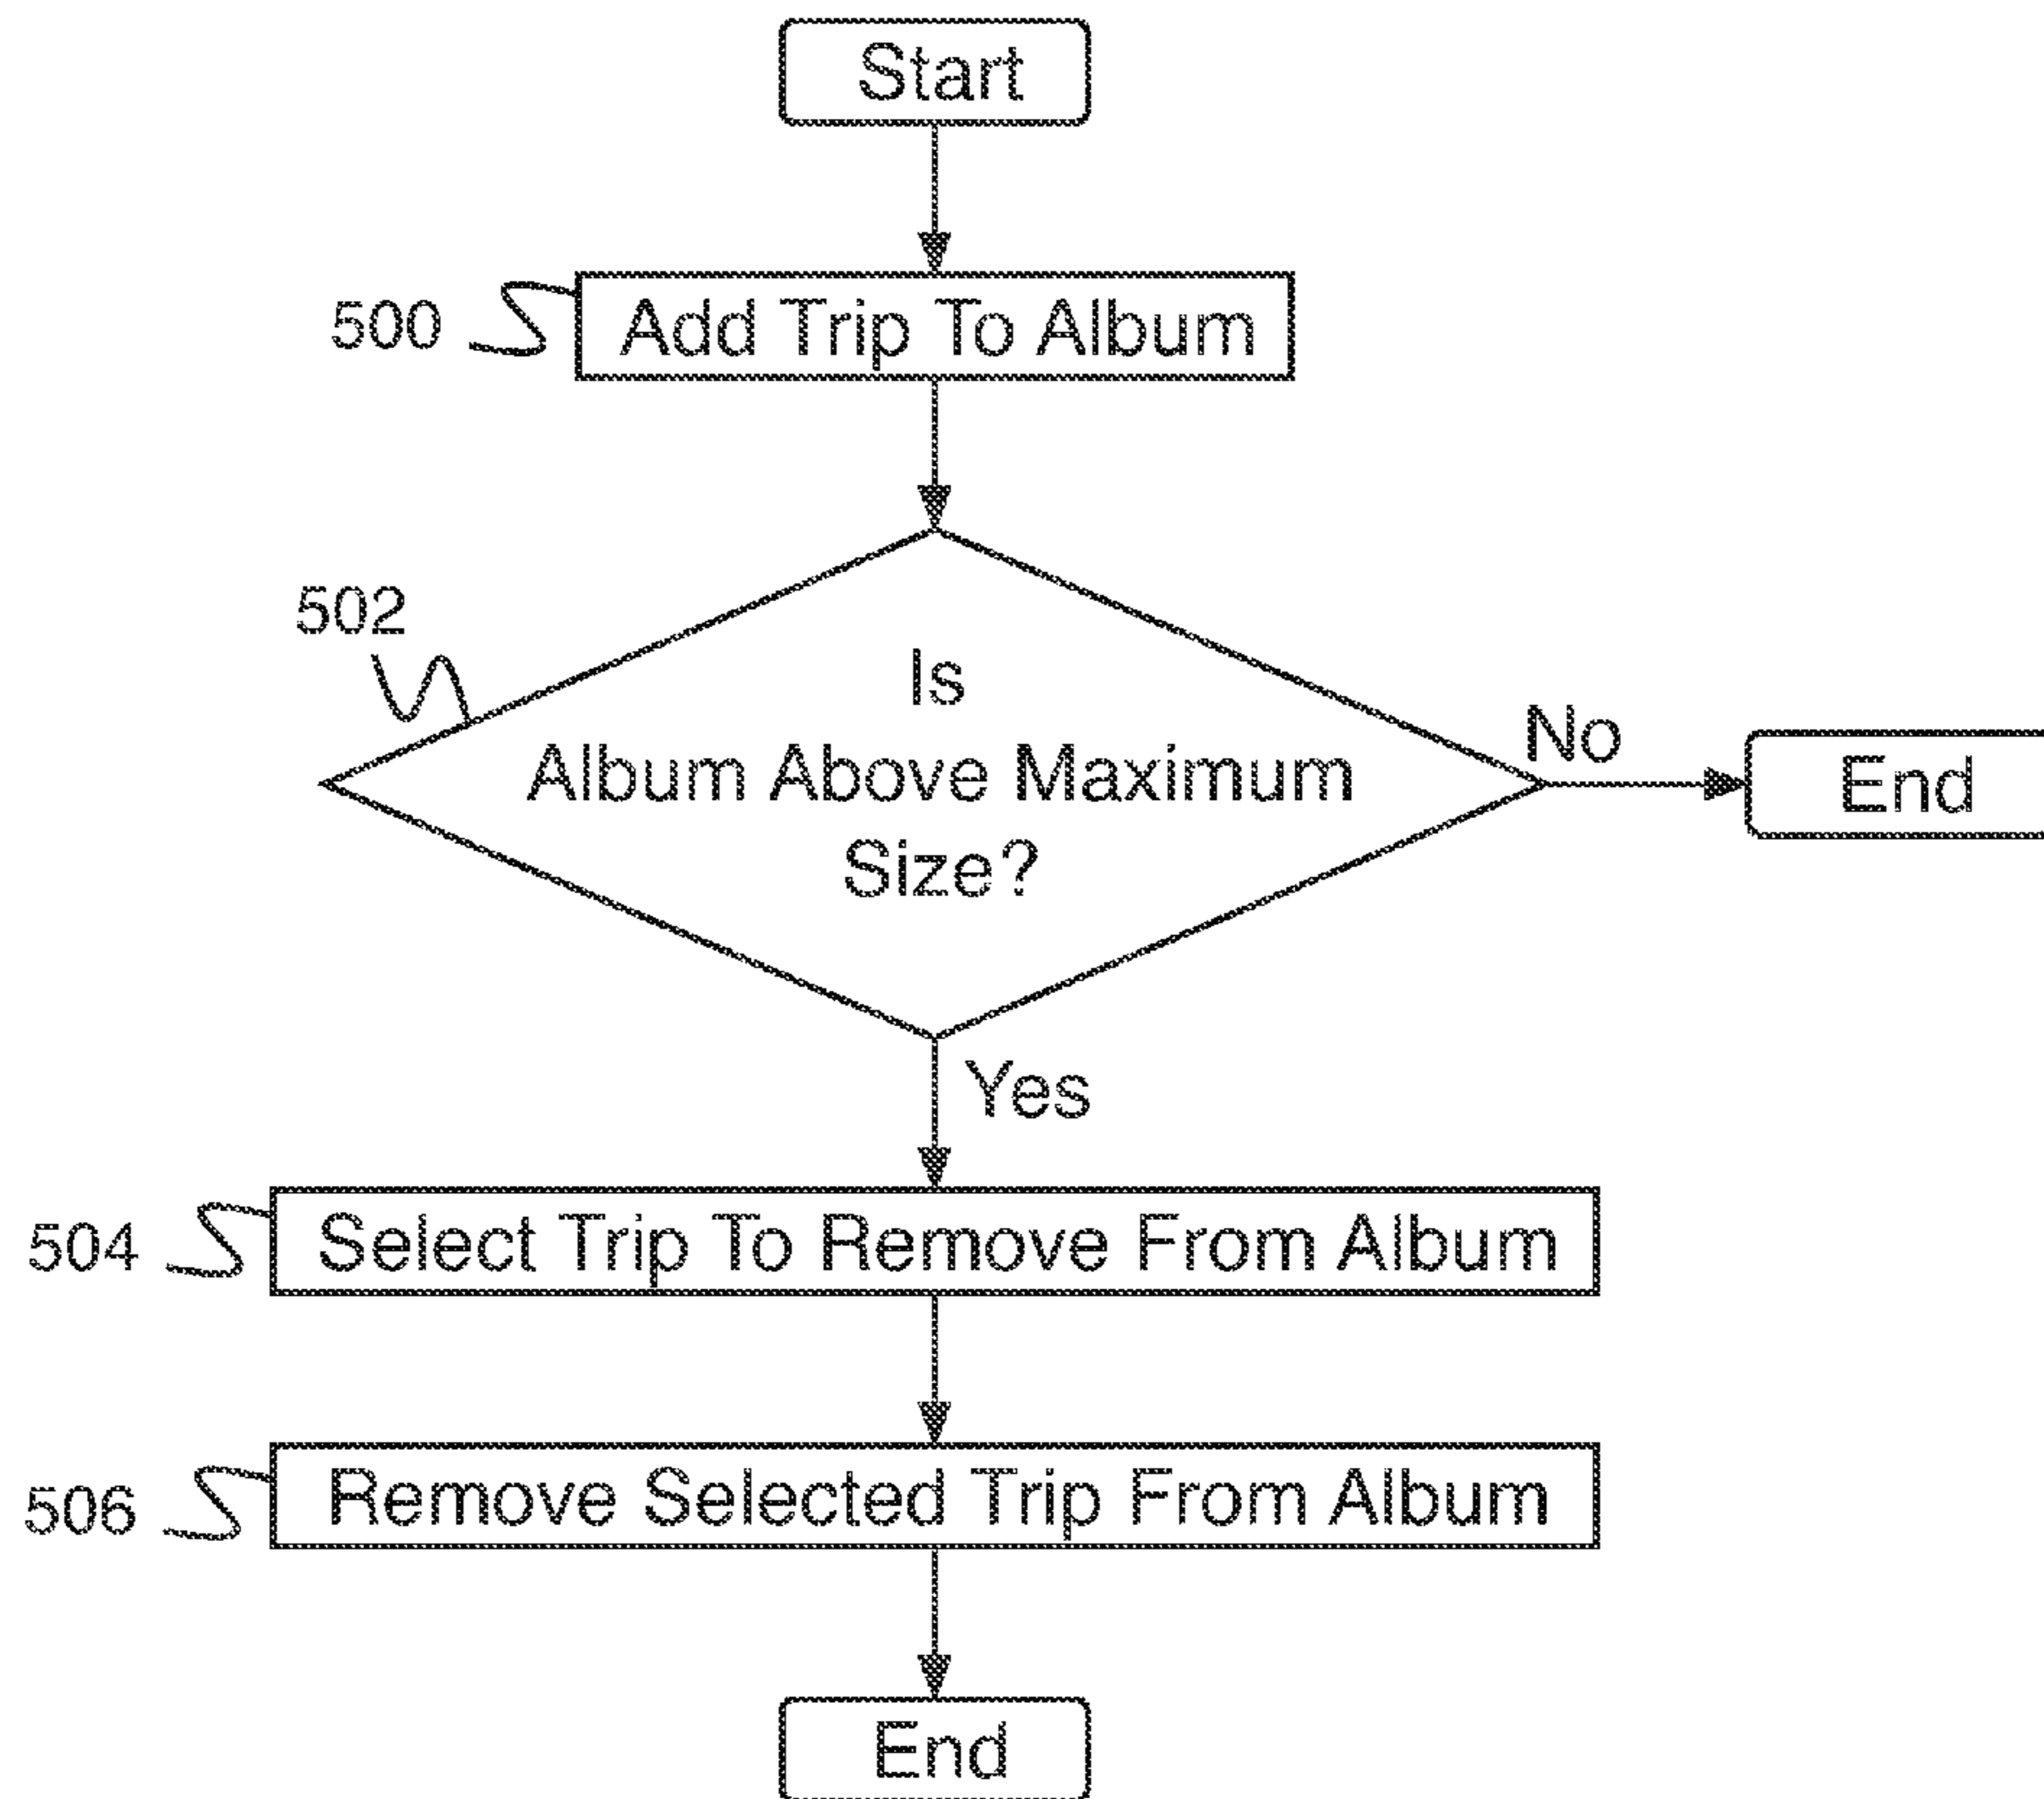 Start
500
Add Trip To Album
502
Is
Album Above Maximum
Size?
No
End
Yes
504
Select Trip To Remove From Album
506
Remove Selected Trip From Album
End